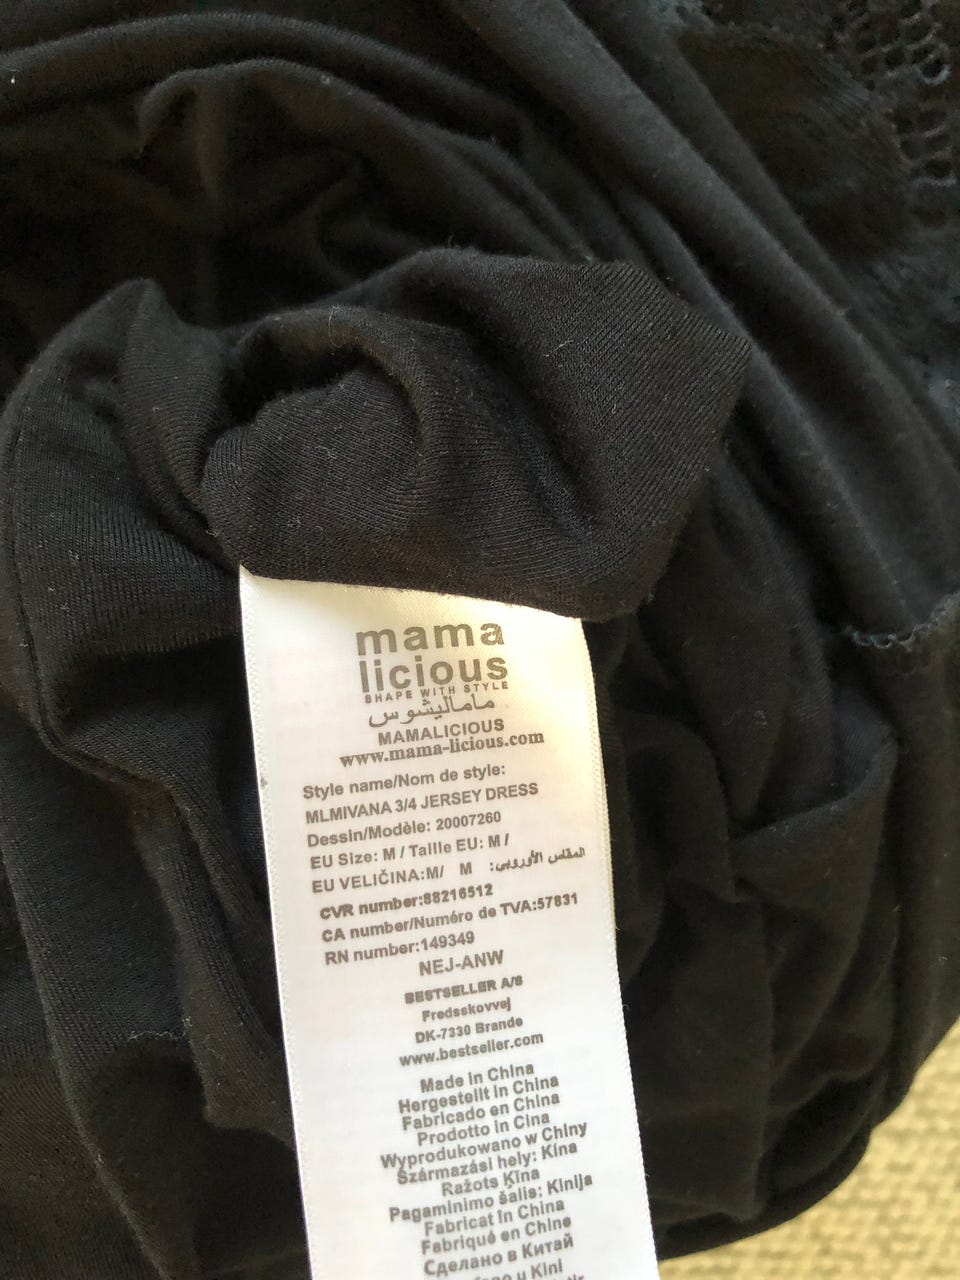 mama
licious
SHAPE WITH STYLE
ماماليشوس
MAMALICIOUS
www.mama-licious.com
Style name/Nom de style:
MLMIVANA 3/4 JERSEY DRESS
Dessin/Modèle: 20007260
EU Size: M / Taille EU: M /
EU VELIČINA:M/ M :المقاس الأوروبي
CVR number:88216512
CA number/Numéro de TVA:57831
RN number:149349
NEJ-ANW
BESTSELLER A/S
Fredsskovvej
DK-7330 Brande
www.bestseller.com
Made in China
Hergestellt in China
Fabricado en China
Prodotto in Cina
Wyprodukowano w Chiny
Származási hely: Kína
Ražots Ķīna
Pagaminimo šalis: Kinija
Fabricat în China
Fabriqué en Chine
Сделано в Китай
u Kini